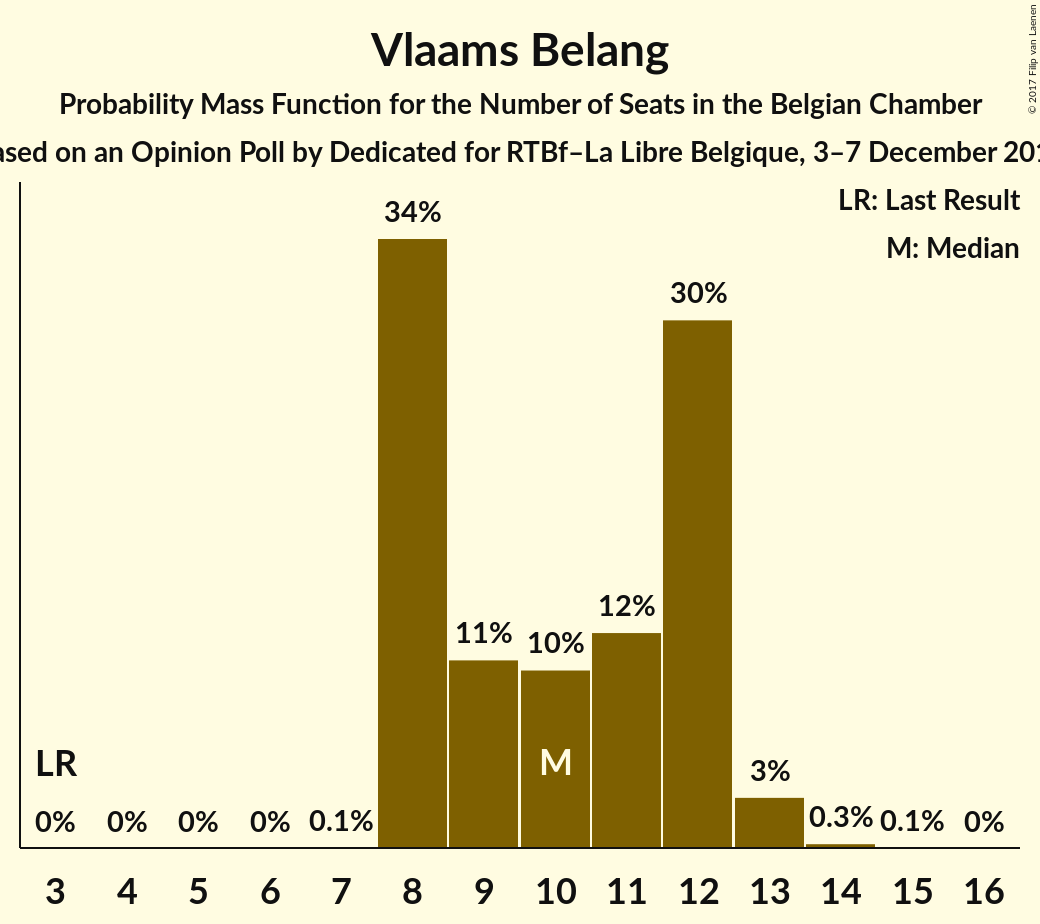 Vlaams Belang
Probability Mass Function for the Number of Seats in the Belgian Chamber
on an Opinion Poll by Dedicated for RTBf–La Libre Belgique, 3–7 December
© 2017 Filip van Laenen
LR: Last Result
M: Median
34%
30%
12%
11%
10%
M
LR
3%
0%
0%
0%
0%
0.1%
0.3%
0.1%
0%
3 4 5 6 7 8 9 10 11 12 13 14 15 16